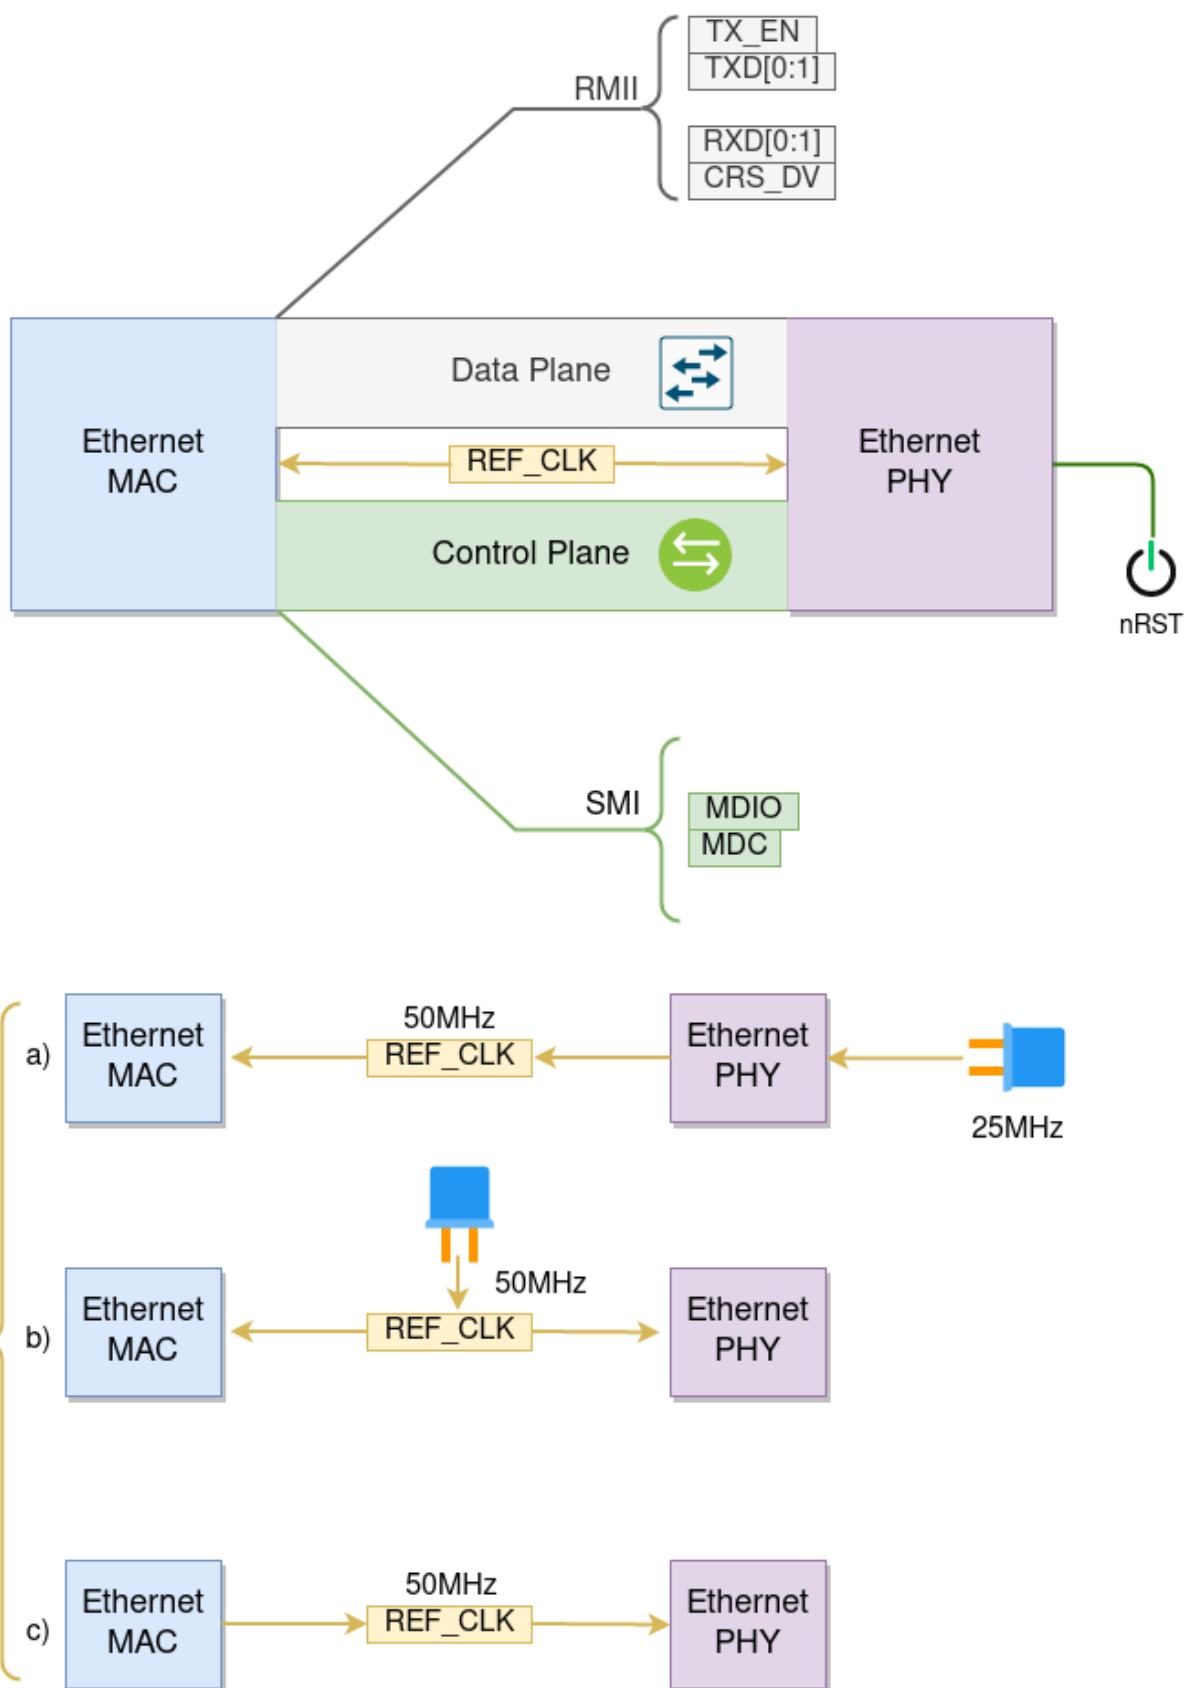 TX_EN
TXD[0:1]
RMII
RXD[0:1]
CRS_DV
Data Plane
Ethernet
MAC
REF_CLK
Ethernet
PHY
Control Plane
nRST
SMI
MDIO
MDC
a)
Ethernet
MAC
50MHz
REF_CLK
Ethernet
PHY
25MHz
b)
Ethernet
MAC
50MHz
REF_CLK
Ethernet
PHY
c)
Ethernet
MAC
50MHz
REF_CLK
Ethernet
PHY